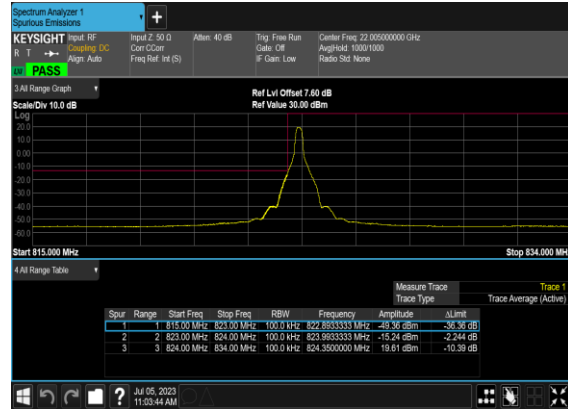 Spectrum Analyzer 1
Spurious Emissions
KEYSIGHT
R T
LXI PASS
Input: RF
Coupling: DC
Align: Auto
Input Z: 50 Ω
Corr CCorr
Freq Ref: Int (S)
Atten: 40 dB
Trig: Free Run
Gate: Off
IF Gain: Low
Center Freq: 22.005000000 GHz
Avg|Hold: 1000/1000
Radio Std: None
3 All Range Graph
Scale/Div 10.0 dB
Ref Lvl Offset 7.60 dB
Ref Value 30.00 dBm
Log
20.0
10.0
0.00
-10.0
-20.0
-30.0
-40.0
-50.0
-60.0
Start 815.000 MHz
Stop 834.000 MH
4 All Range Table
Measure Trace Trace 1
Trace Type Trace Average (Active)
Spur Range Start Freq Stop Freq RBW Frequency Amplitude ΔLimit
1 1 815.00 MHz 823.00 MHz 100.0 kHz 822.8933333 MHz -49.36 dBm -36.36 dB
2 2 823.00 MHz 824.00 MHz 100.0 kHz 823.9933333 MHz -15.24 dBm -2.244 dB
3 3 824.00 MHz 834.00 MHz 100.0 kHz 824.3500000 MHz 19.61 dBm -10.39 dB
?
Jul 05, 2023
11:03:44 AM